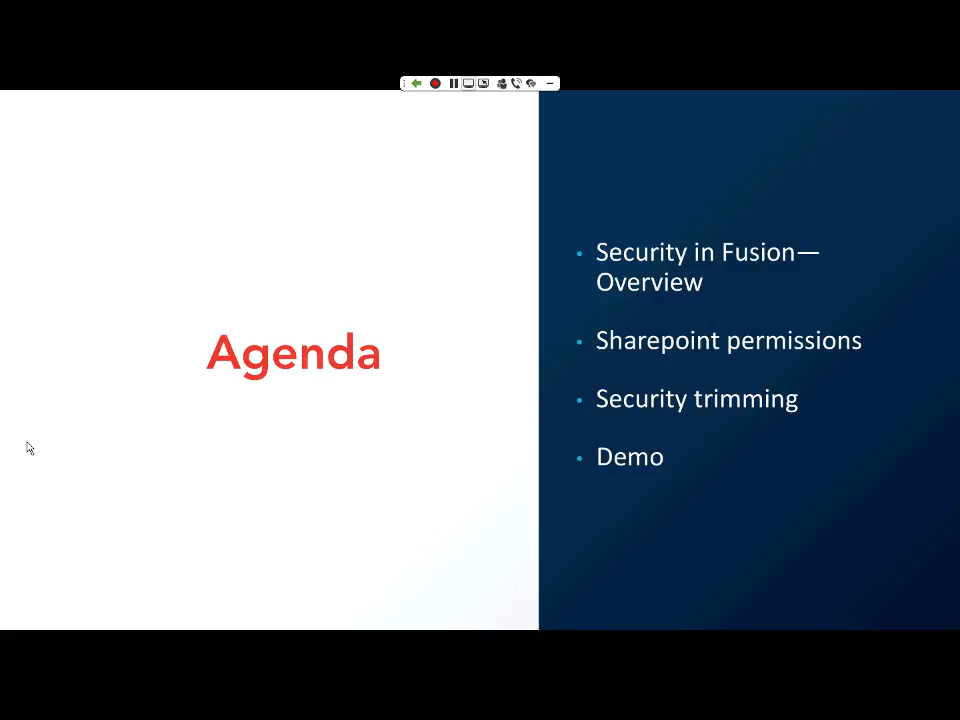 Agenda
• Security in Fusion—
Overview
• Sharepoint permissions
• Security trimming
• Demo